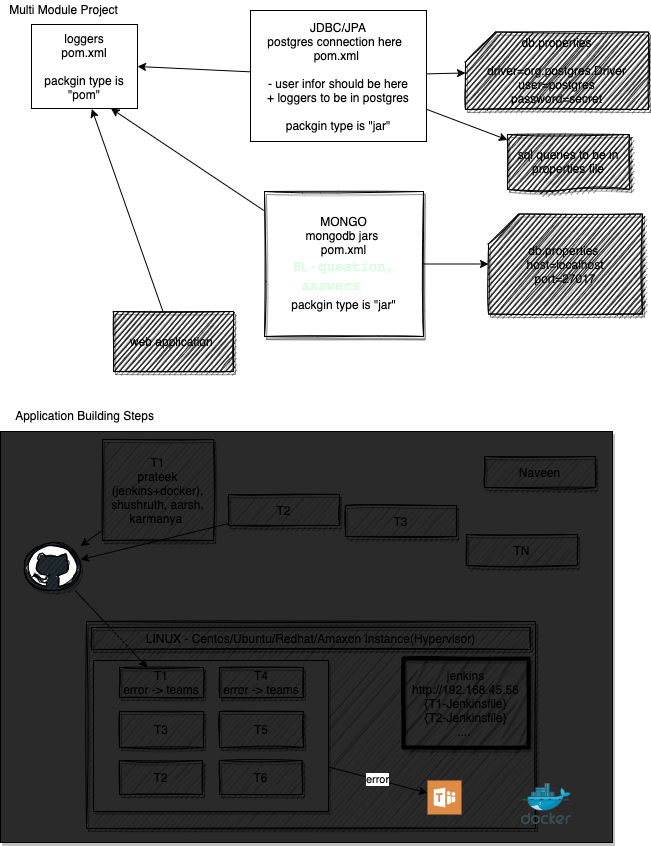 Multi Module Project
loggers
pom.xml
packgin type is
"pom"
JDBC/JPA
postgres connection here
pom.xml
- user infor should be here
+ loggers to be in postgres
packgin type is "jar"
db.properties
driver=org.postgres.Driver
user=postgres
password=secret
sql queries to be in
properties file
MONGO
mongodb jars
pom.xml
BL-question,
answers
packgin type is "jar"
db.properties
host=localhost
port=27017
web application
Application Building Steps
T1
prateek
(jenkins+docker),
shushruth, aarsh,
karmanya
T2
T3
Naveen
TN
LINUX - Centos/Ubuntu/Redhat/Amaxon Instance(Hypervisor)
T1
error -> teams
T4
error -> teams
T3
T5
T2
T6
jenkins
http://192.168.45.56
{T1-Jenkinsfile}
{T2-Jenkinsfile}
....
error
T
docker